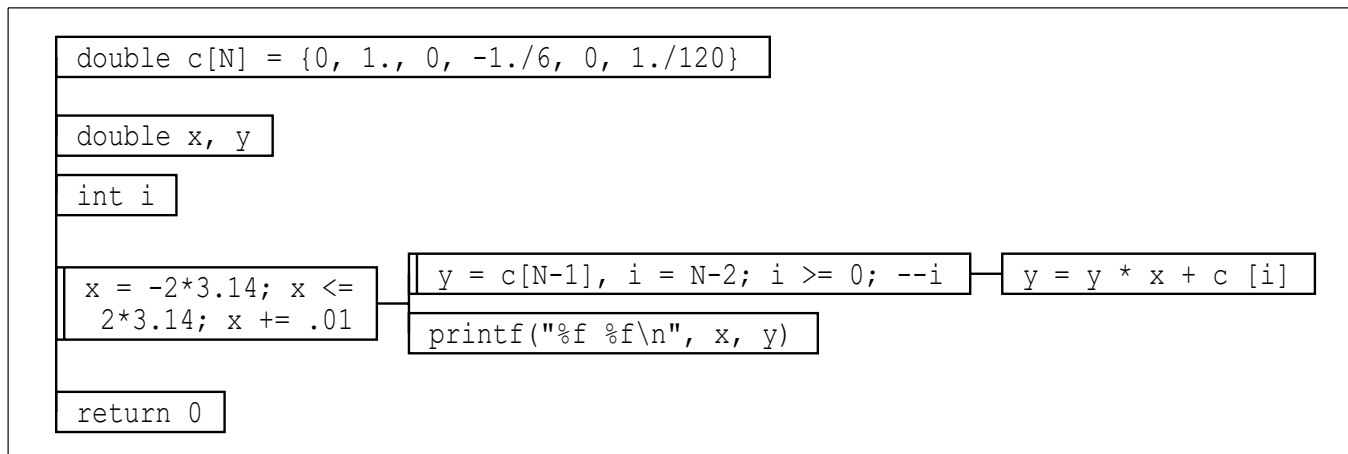 double c[N] = {0, 1., 0, -1./6, 0, 1./120}
double x, y
int i
x = -2*3.14; x <=
2*3.14; x += .01
y = c[N-1], i = N-2; i >= 0; --i
y = y * x + c [i]
printf("%f %f\n", x, y)
return 0